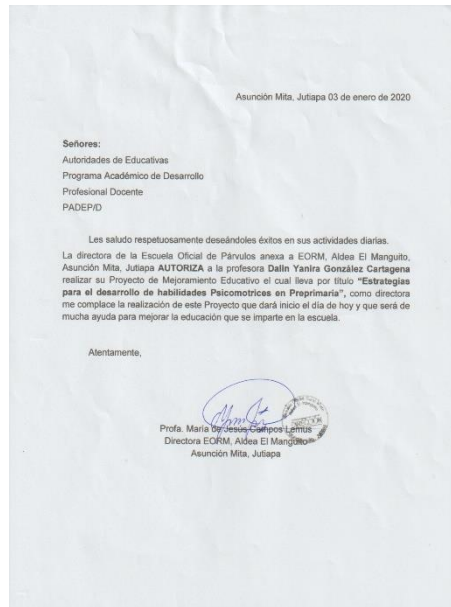 Asunción Mita, Jutiapa 03 de enero de 2020
Señores:
Autoridades de Educativas
Programa Académico de Desarrollo
Profesional Docente
PADEP/D
Les saludo respetuosamente deseándoles éxitos en sus actividades diarias.
La directora de la Escuela Oficial de Párvulos anexa a EORM, Aldea El Manguito,
Asunción Mita, Jutiapa AUTORIZA a la profesora Dalin Yanira González Cartagena
realizar su Proyecto de Mejoramiento Educativo el cual lleva por título “Estrategias
para el desarrollo de habilidades Psicomotrices en Preprimaria”, como directora
me complace la realización de este Proyecto que dará inicio el día de hoy y que será de
mucha ayuda para mejorar la educación que se imparte en la escuela.
Atentamente,
Profa. María de Jesús Campos Lemus
Directora EORM, Aldea El Manguito
Asunción Mita, Jutiapa